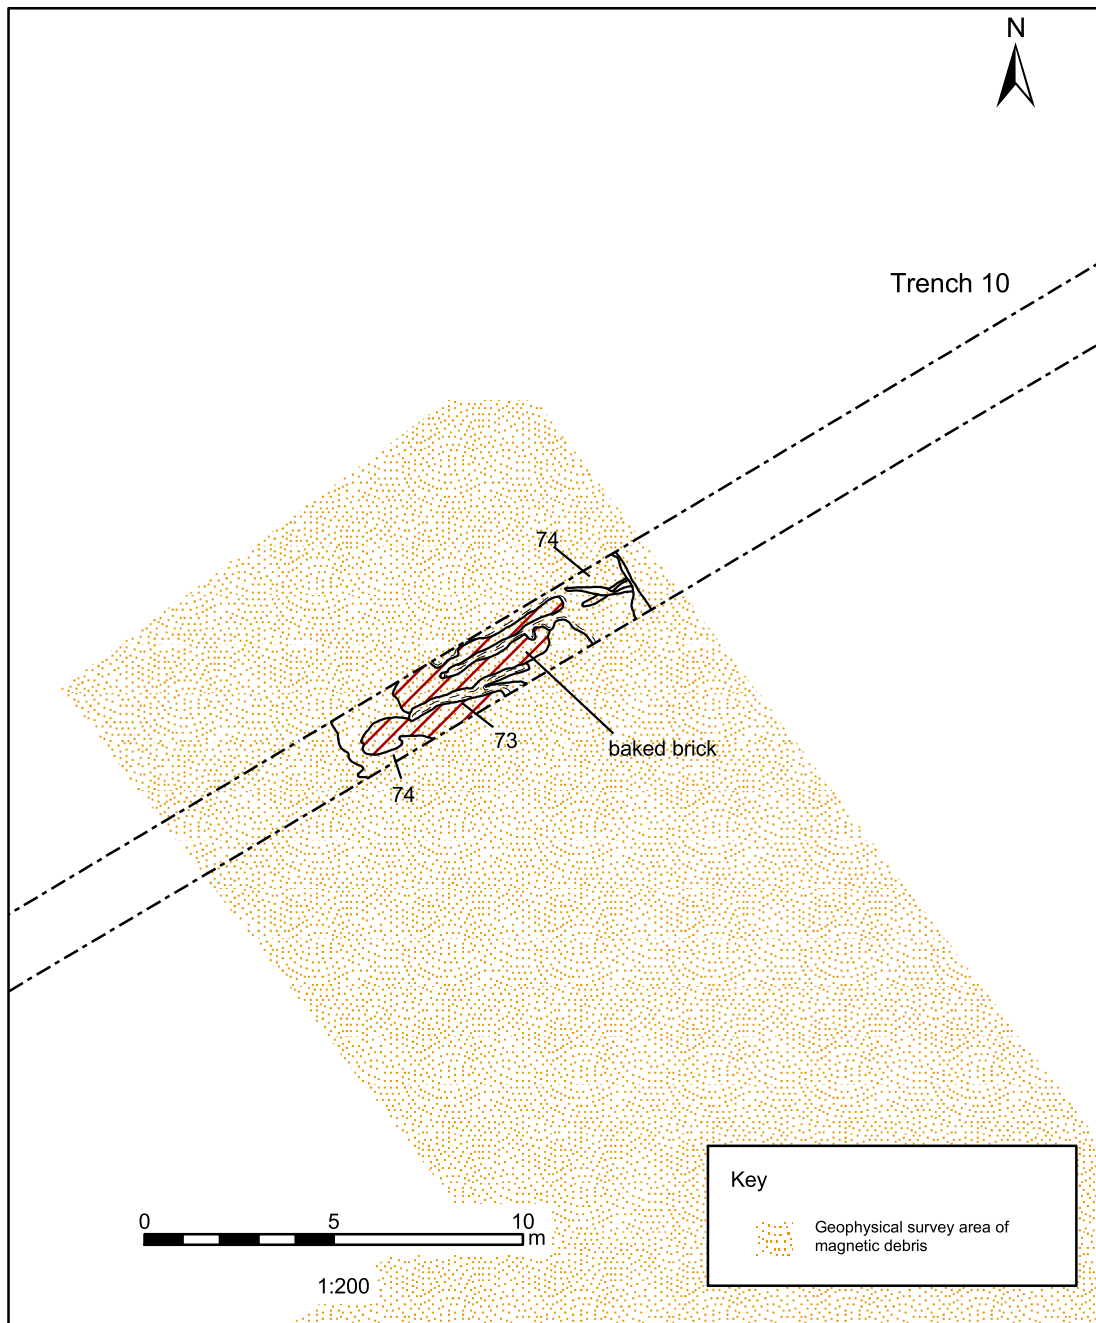 N
Trench 10
74
73
baked brick
74
Key
Geophysical survey area of
magnetic debris
0 5 10
m
1:200